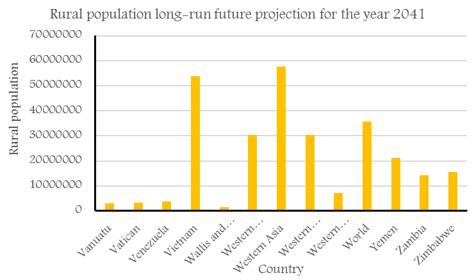 Rural population long-run future projection for the year 2041
Rural population
70000000
60000000
50000000
40000000
30000000
20000000
10000000
0
Vanuatu
Vatican
Venezuela
Vietnam
Wallis and...
Western...
Western Asia
Western...
Western...
World
Yemen
Zambia
Zimbabwe
Country